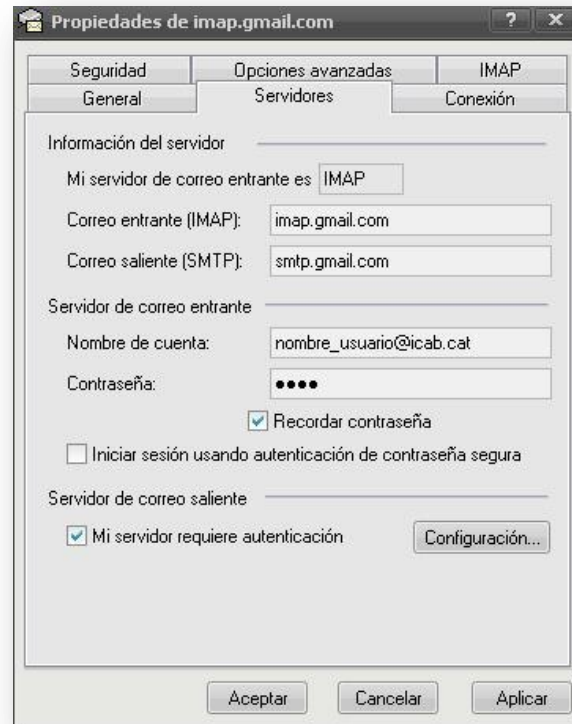 Propiedades de imap.gmail.com
Seguridad Opciones avanzadas IMAP
General Servidores Conexión
Información del servidor
Mi servidor de correo entrante es IMAP
Correo entrante (IMAP): imap.gmail.com
Correo saliente (SMTP): smtp.gmail.com
Servidor de correo entrante
Nombre de cuenta: nombre_usuario@icab.cat
Contraseña: ●●●●
Recordar contraseña
Iniciar sesión usando autenticación de contraseña segura
Servidor de correo saliente
Mi servidor requiere autenticación Configuración...
Aceptar Cancelar Aplicar